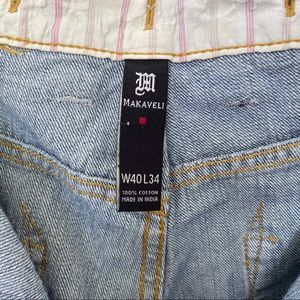 M
MAKAVELI
W40 L34
100% COTTON
MADE IN INDIA